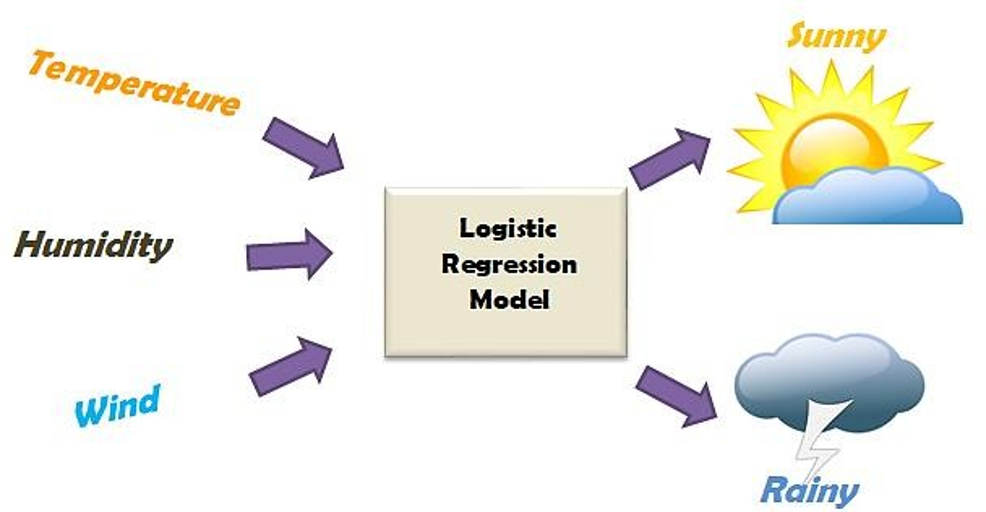 Temperature
Humidity
Wind
Logistic
Regression
Model
Sunny
Rainy